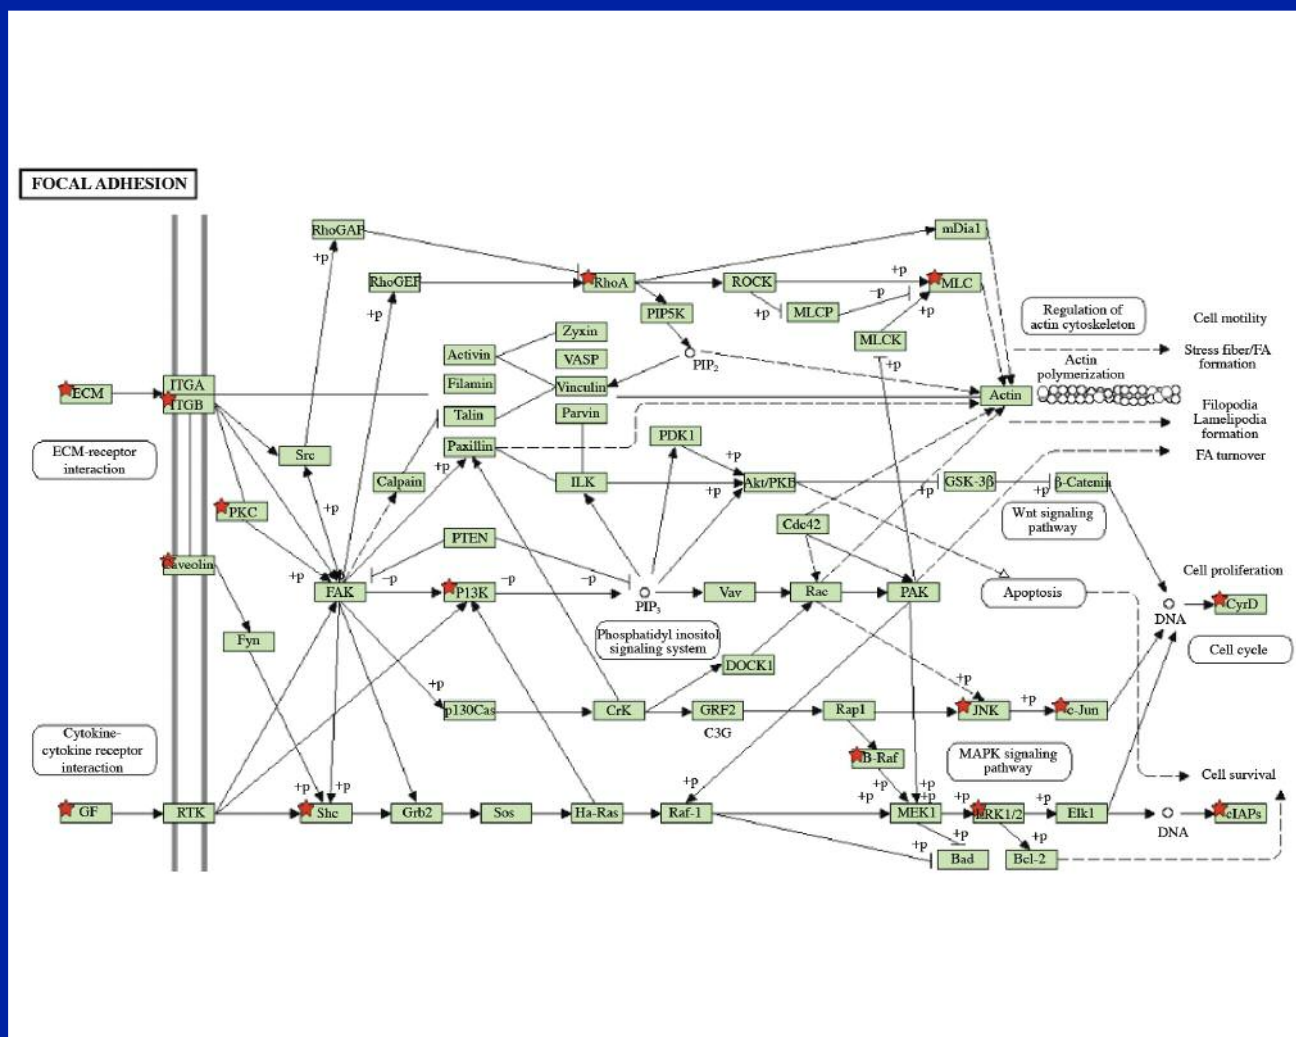 FOCAL ADHESION
RhoGAP
mDia1
+p
RhoGEF
RhoA
ROCK
+p
MLC
-p
+p
PIP5K
+p
MLCP
+p
MLCK
Regulation of
actin cytoskeleton
Cell motility
Zyxin
Activin
VASP
PIP2
+p
Actin
polymerization
Stress fiber/FA
formation
ECM
ITGA
ITGB
Filamin
Vinculin
Actin
Talin
Parvin
Filopodia
Lamelipodia
formation
ECM-receptor
interaction
Src
Paxillin
PDK1
FA turnover
+p
+p
Calpain
ILK
+p
Akt/PKB
+p
GSK-3β
+p
β-Catenin
PKC
+p
Cdc42
Wnt signaling
pathway
PTEN
Caveolin
+p
-p
-p
-p
Cell proliferation
FAK
P13K
PIP3
Vav
Rac
PAK
Apoptosis
DNA
CyrD
Fyn
Phosphatidyl inositol
signaling system
DOCK1
Cell cycle
+p
+p
+p
p130Cas
CrK
GRF2
C3G
Rap1
JNK
c-Jun
Cytokine-
cytokine receptor
interaction
B-Raf
MAPK signaling
pathway
Cell survival
+p
+p
+p
+p
+p
+p
+p
GF
RTK
Shc
Grb2
Sos
Ha-Ras
Raf-1
MEK1
ERK1/2
Elk1
DNA
cIAPs
+p
+p
+p
Bad
Bcl-2